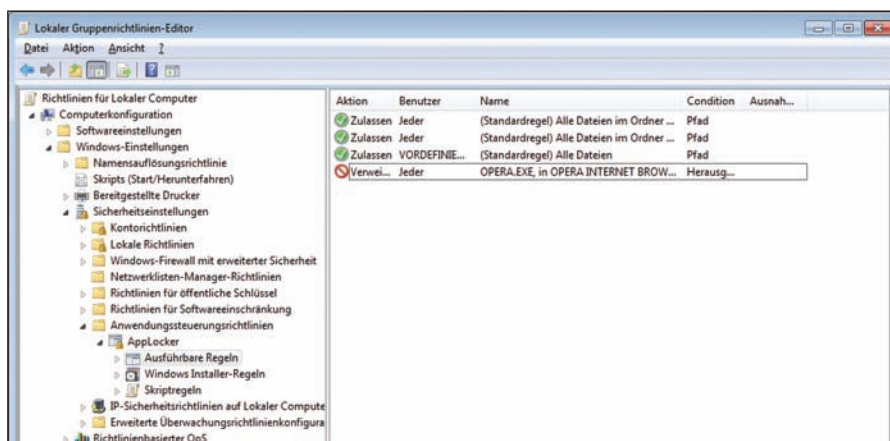 Lokaler Gruppenrichtlinien-Editor
Datei Aktion Ansicht ?
Richtlinien für Lokaler Computer
Computerkonfiguration
Softwareeinstellungen
Windows-Einstellungen
Namensauflösungsrichtlinie
Skripts (Start/Herunterfahren)
Bereitgestellte Drucker
Sicherheitseinstellungen
Kontorichtlinien
Lokale Richtlinien
Windows-Firewall mit erweiterter Sicherheit
Netzwerklisten-Manager-Richtlinien
Richtlinien für öffentliche Schlüssel
Richtlinien für Softwareeinschränkung
Anwendungssteuerungsrichtlinien
AppLocker
Ausführbare Regeln
Windows Installer-Regeln
Skriptregeln
IP-Sicherheitsrichtlinien auf Lokaler Compute
Erweiterte Überwachungsrichtlinienkonfigura
Richtlinienbasierter QoS
Aktion Benutzer Name Condition Ausnah...
Zulassen Jeder (Standardregel) Alle Dateien im Ordner ... Pfad
Zulassen Jeder (Standardregel) Alle Dateien im Ordner ... Pfad
Zulassen VORDEFINIE... (Standardregel) Alle Dateien Pfad
Verwei... Jeder OPERA.EXE, in OPERA INTERNET BROW... Herausg...